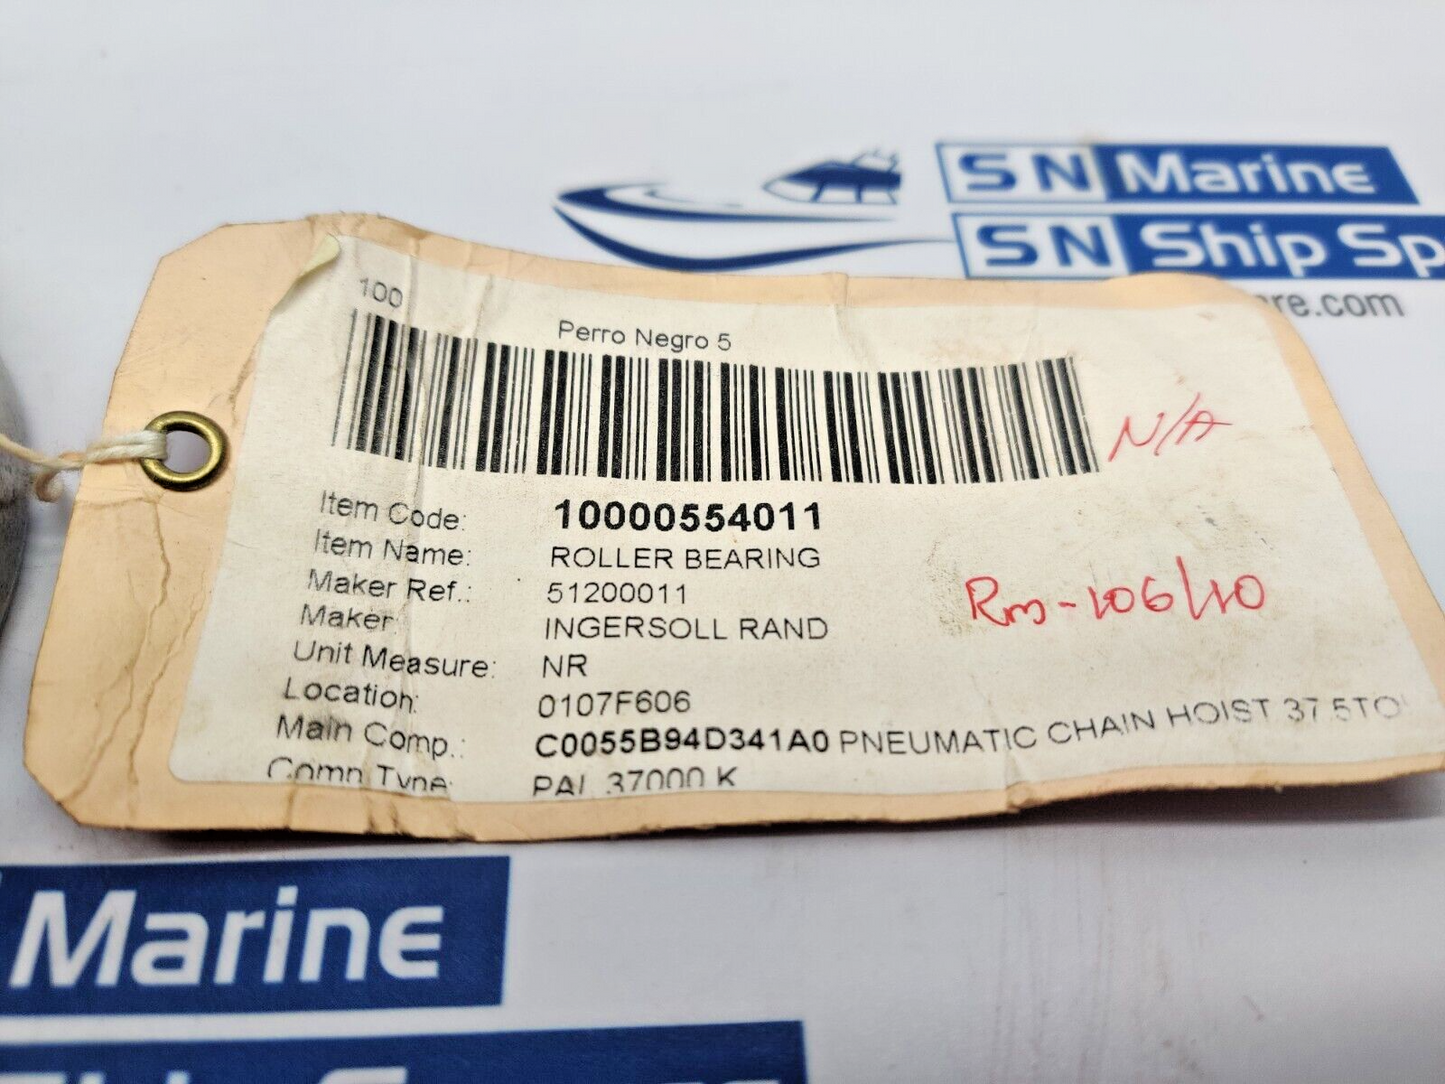 SN Marine
SN Ship Sp
re.com
100
Perro Negro 5
N/A
Item Code: 10000554011
Item Name: ROLLER BEARING
Maker Ref.: 51200011
Maker: INGERSOLL RAND
Rm-106/10
Unit Measure: NR
Location: 0107F606
Main Comp.: C0055B94D341A0 PNEUMATIC CHAIN HOIST 37.5TO
Comp Type: PAL 37000 K
Marine